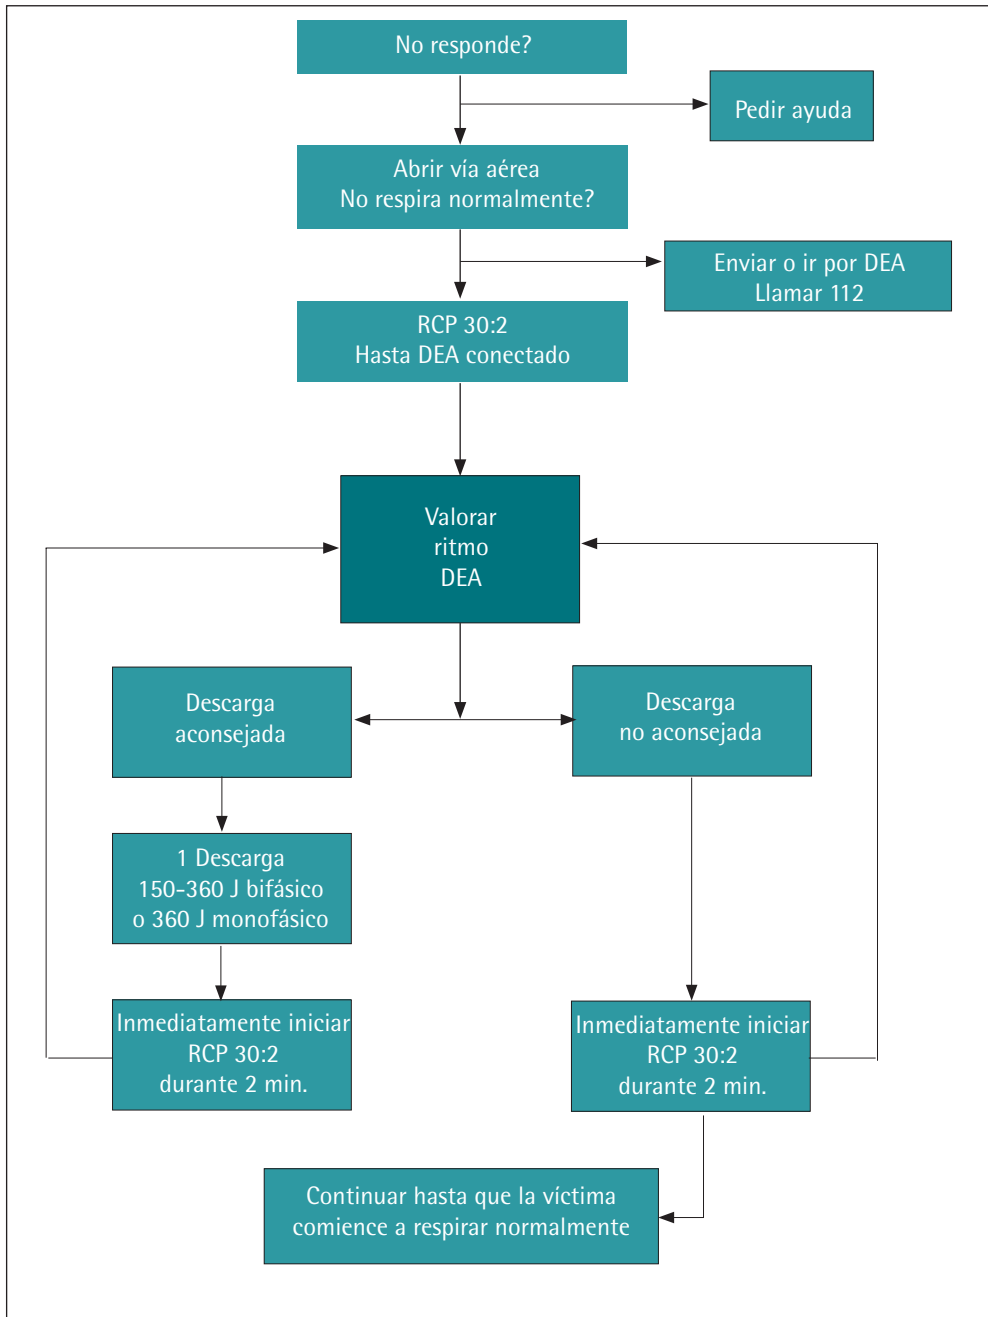 No responde?
Pedir ayuda
Abrir vía aérea
No respira normalmente?
Enviar o ir por DEA
Llamar 112
RCP 30:2
Hasta DEA conectado
Valorar
ritmo
DEA
Descarga
aconsejada
Descarga
no aconsejada
1 Descarga
150-360 J bifásico
o 360 J monofásico
Inmediatamente iniciar
RCP 30:2
durante 2 min.
Inmediatamente iniciar
RCP 30:2
durante 2 min.
Continuar hasta que la víctima
comience a respirar normalmente